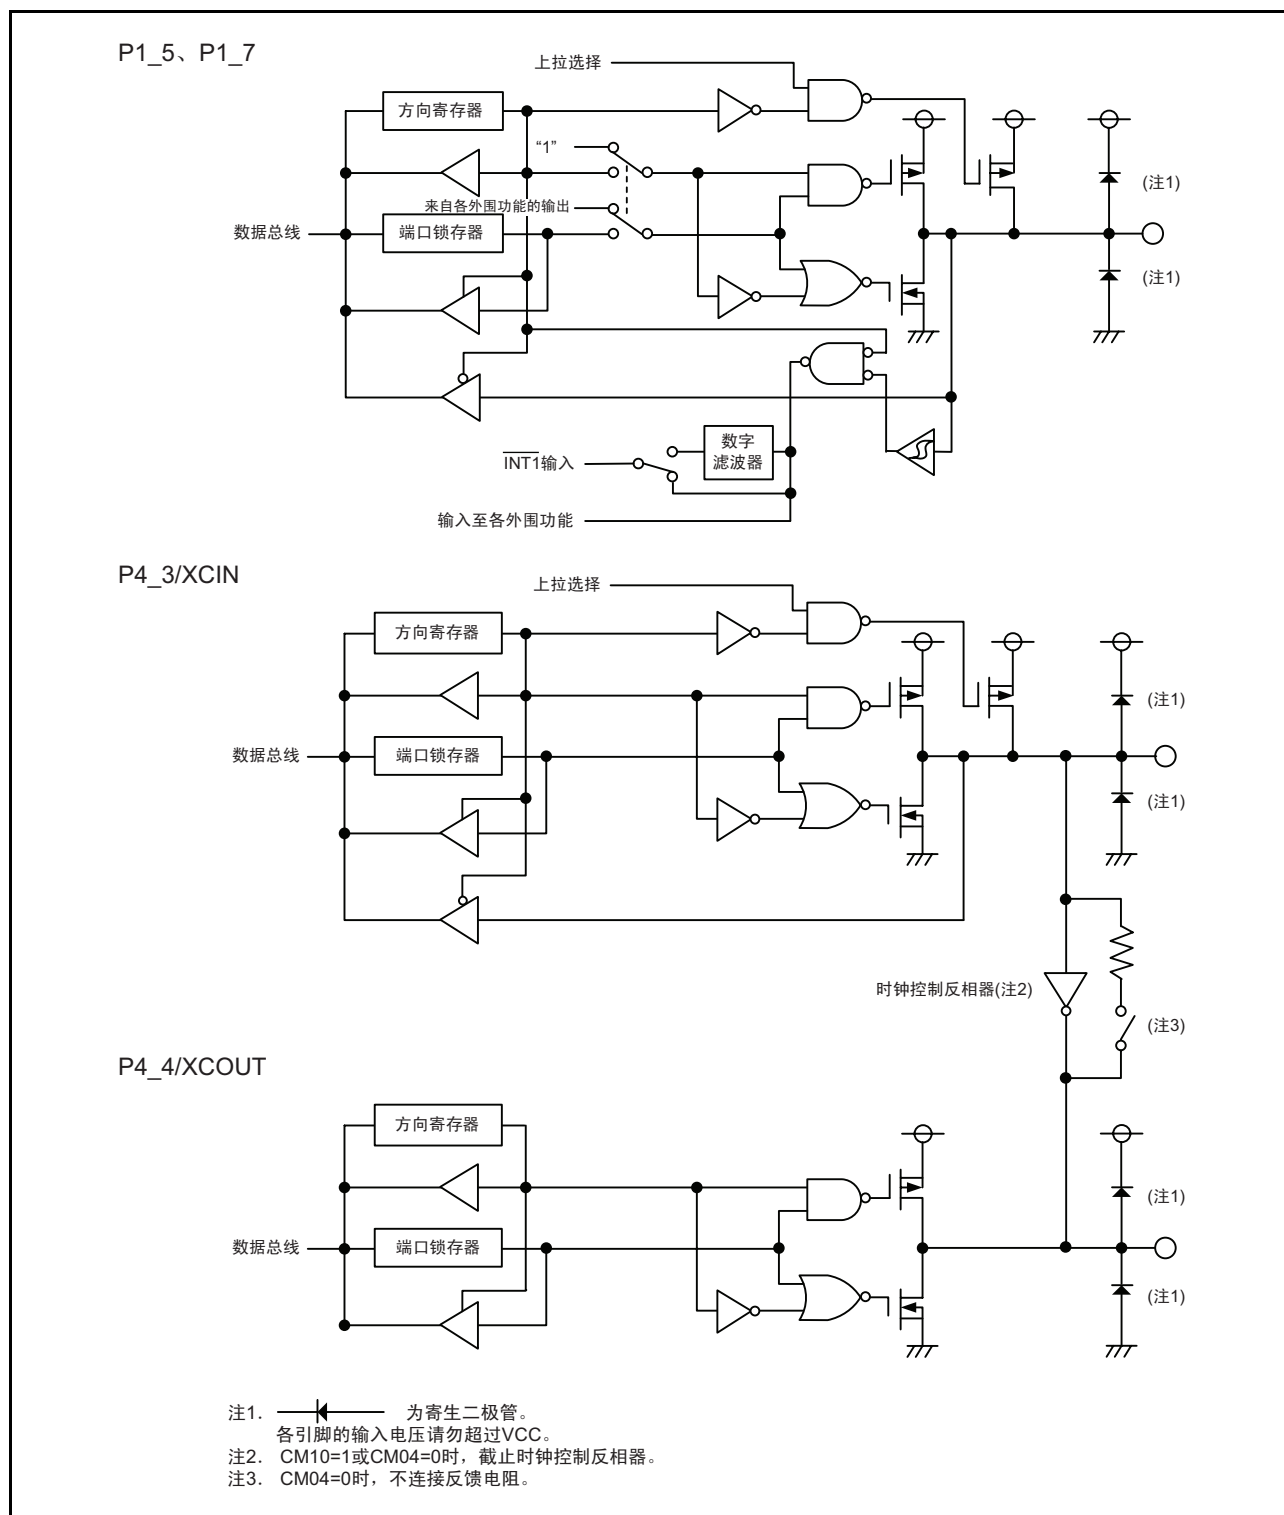 P1_5、P1_7
上拉选择
方向寄存器
“1”
(注1)
来自各外围功能的输出
数据总线
端口锁存器
(注1)
数字
滤波器
INT1输入
输入至各外围功能
P4_3/XCIN
上拉选择
方向寄存器
(注1)
数据总线
端口锁存器
(注1)
时钟控制反相器(注2)
(注3)
P4_4/XCOUT
方向寄存器
(注1)
数据总线
端口锁存器
(注1)
注1. 为寄生二极管。
各引脚的输入电压请勿超过VCC。
注2. CM10=1或CM04=0时，截止时钟控制反相器。
注3. CM04=0时，不连接反馈电阻。